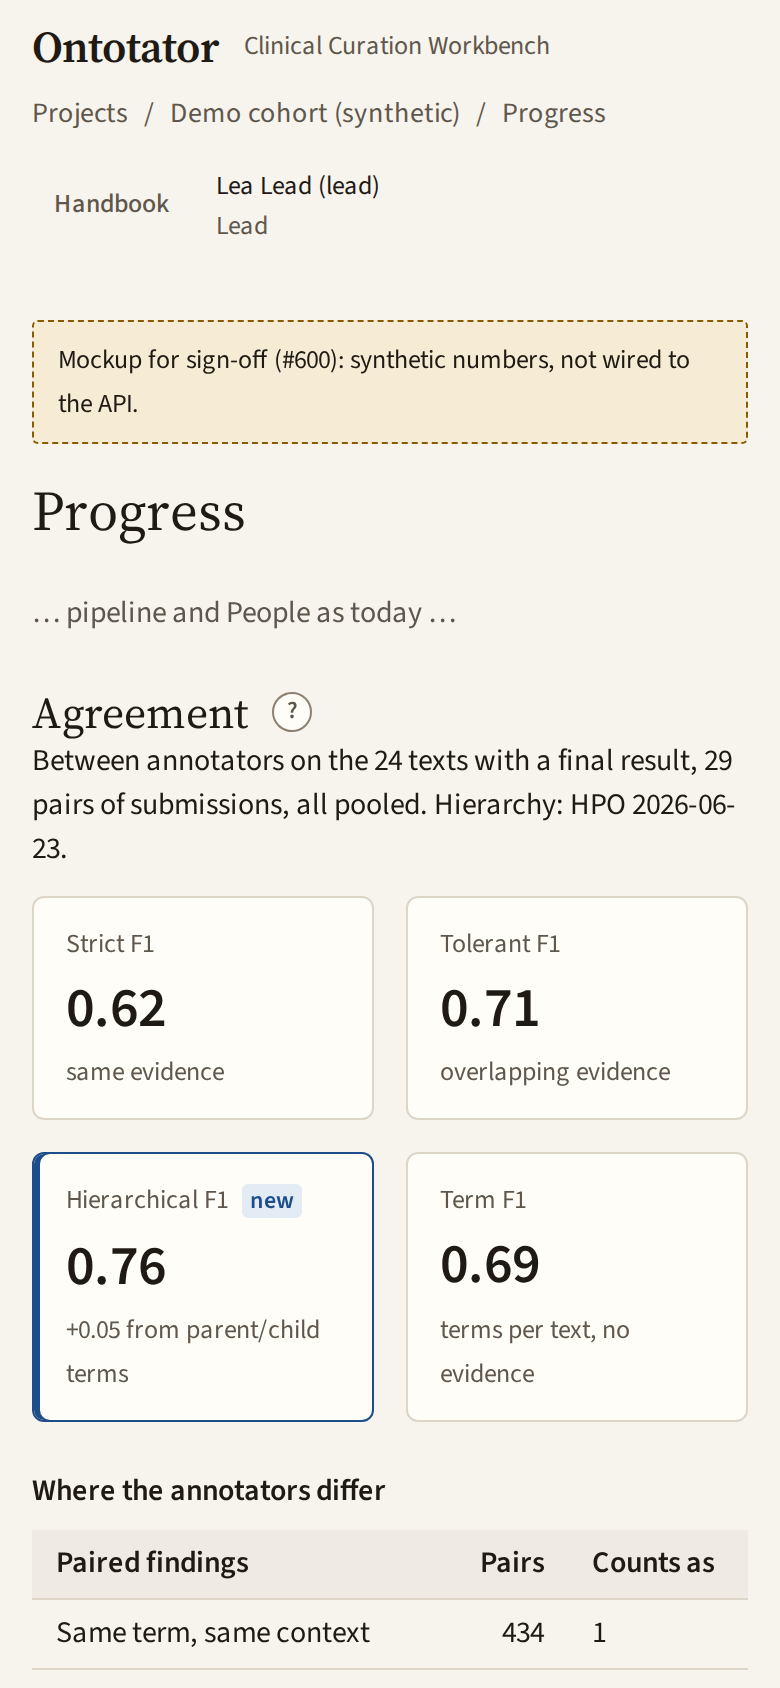 Ontotator Clinical Curation Workbench
Projects / Demo cohort (synthetic) / Progress
Handbook
Lea Lead (lead)
Lead
Mockup for sign-off (#600): synthetic numbers, not wired to
the API.
Progress
… pipeline and People as today …
Agreement ?
Between annotators on the 24 texts with a final result, 29
pairs of submissions, all pooled. Hierarchy: HPO 2026-06-
23.
Strict F1
0.62
same evidence
Tolerant F1
0.71
overlapping evidence
Hierarchical F1 new
0.76
+0.05 from parent/child
terms
Term F1
0.69
terms per text, no
evidence
Where the annotators differ
Paired findings Pairs Counts as
Same term, same context 434 1